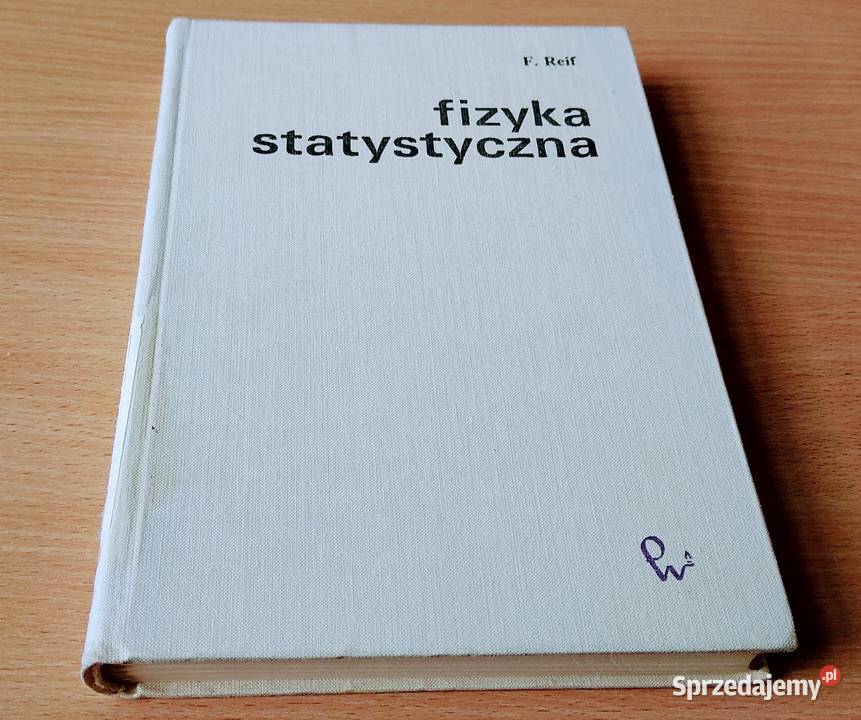 F. Reif
fizyka
statystyczna
Sprzedajemy.pl